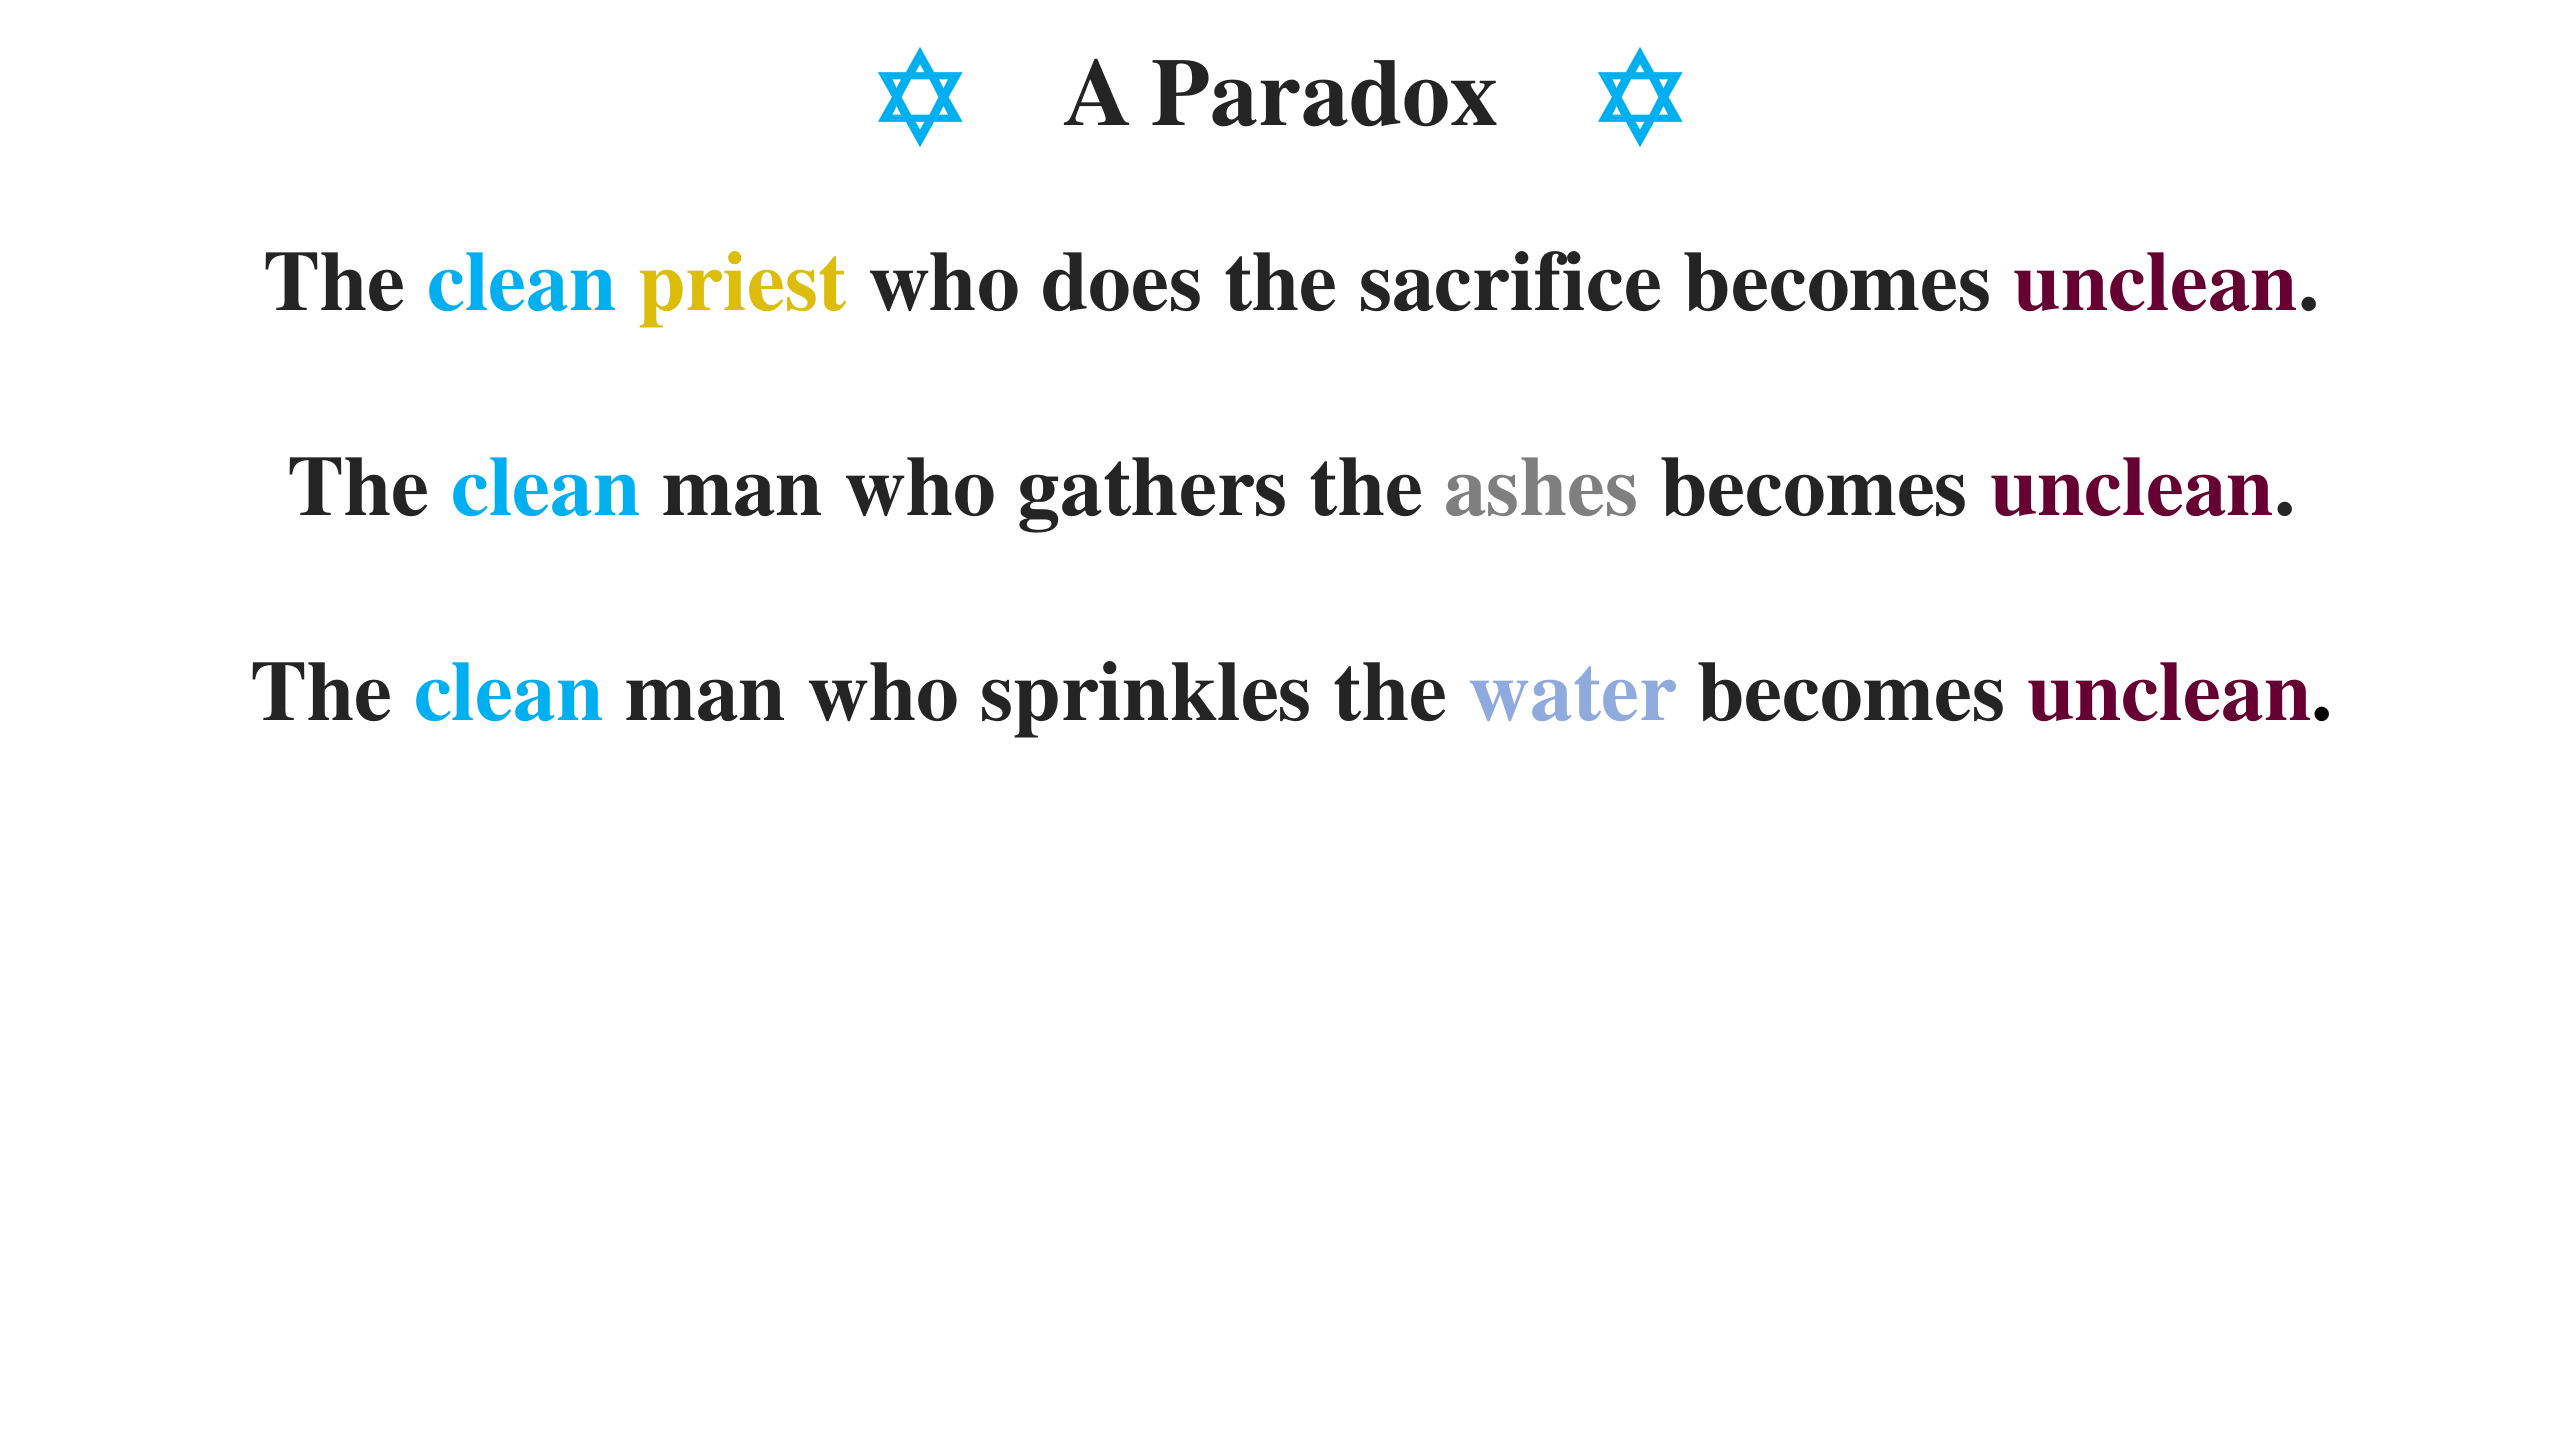 ✡ A Paradox ✡
The clean priest who does the sacrifice becomes unclean.
The clean man who gathers the ashes becomes unclean.
The clean man who sprinkles the water becomes unclean.